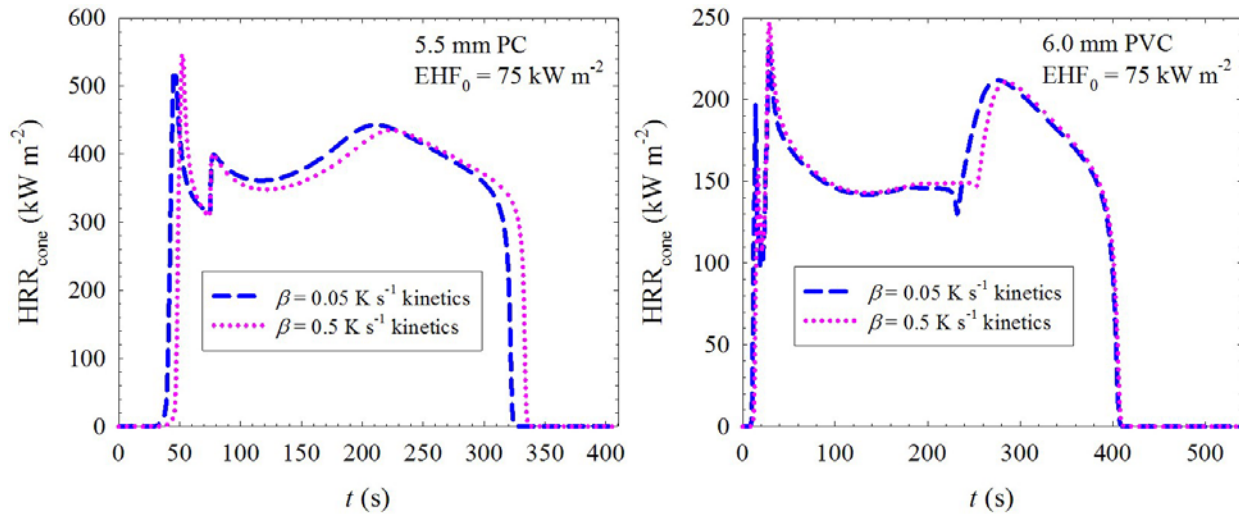 600
500
400
300
200
100
0
HRR_cone (kW m⁻²)
5.5 mm PC
EHF₀ = 75 kW m⁻²
β = 0.05 K s⁻¹ kinetics
β = 0.5 K s⁻¹ kinetics
0 50 100 150 200 250 300 350 400
t (s)
250
200
150
100
50
0
HRR_cone (kW m⁻²)
6.0 mm PVC
EHF₀ = 75 kW m⁻²
β = 0.05 K s⁻¹ kinetics
β = 0.5 K s⁻¹ kinetics
0 100 200 300 400 500
t (s)